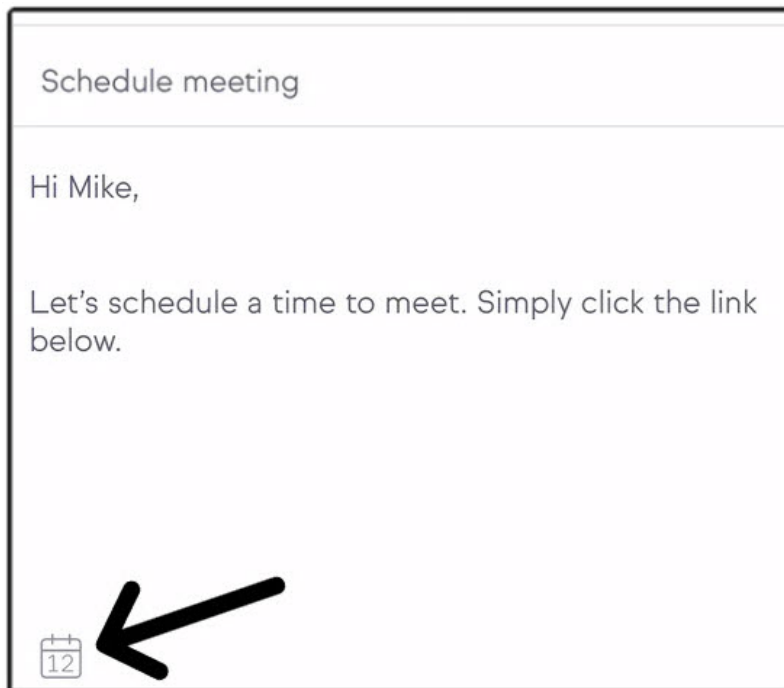 Schedule meeting
Hi Mike,
Let's schedule a time to meet. Simply click the link
below.
12